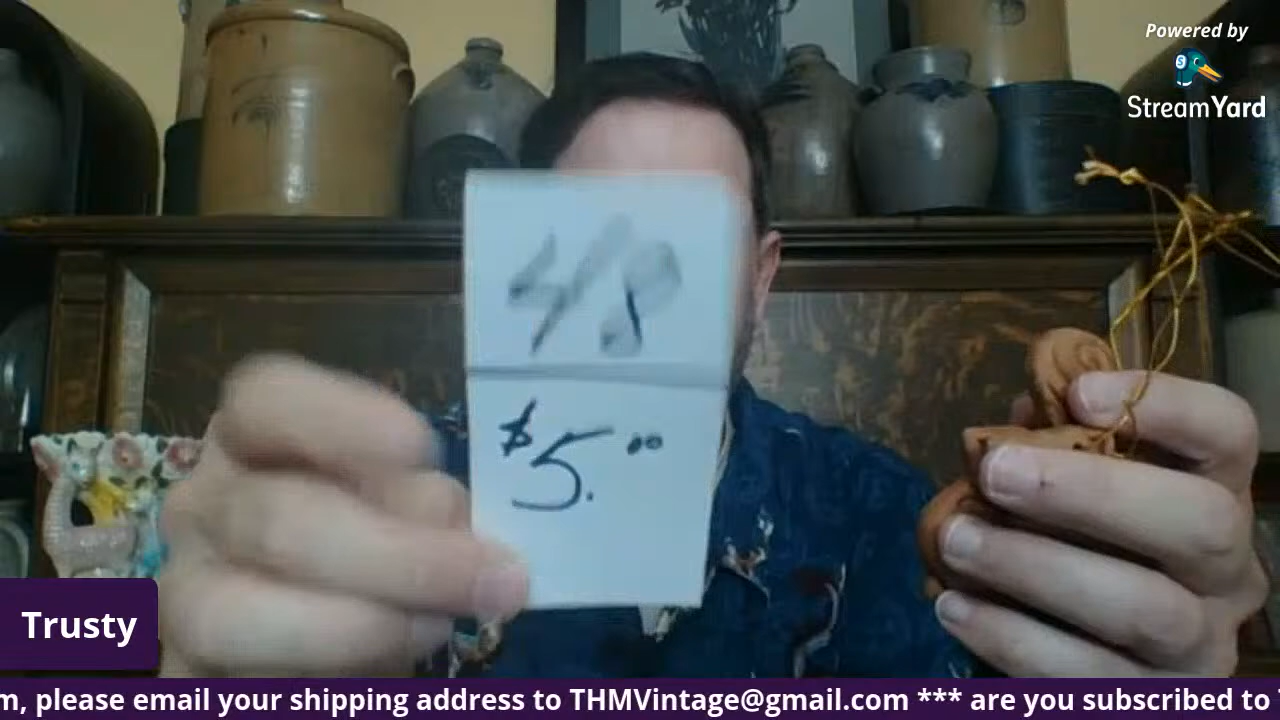 Powered by
StreamYard
48
$5.00
Trusty
m, please email your shipping address to THMVintage@gmail.com *** are you subscribed to